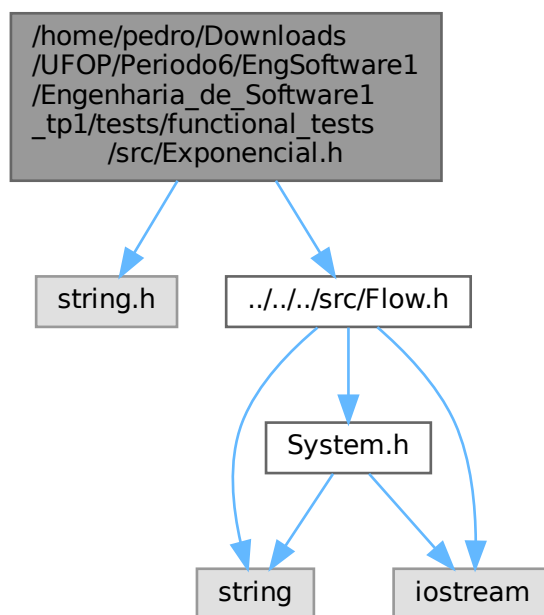 /home/pedro/Downloads
/UFOP/Periodo6/EngSoftware1
/Engenharia_de_Software1
_tp1/tests/functional_tests
/src/Exponencial.h
string.h
../../../src/Flow.h
System.h
string
iostream